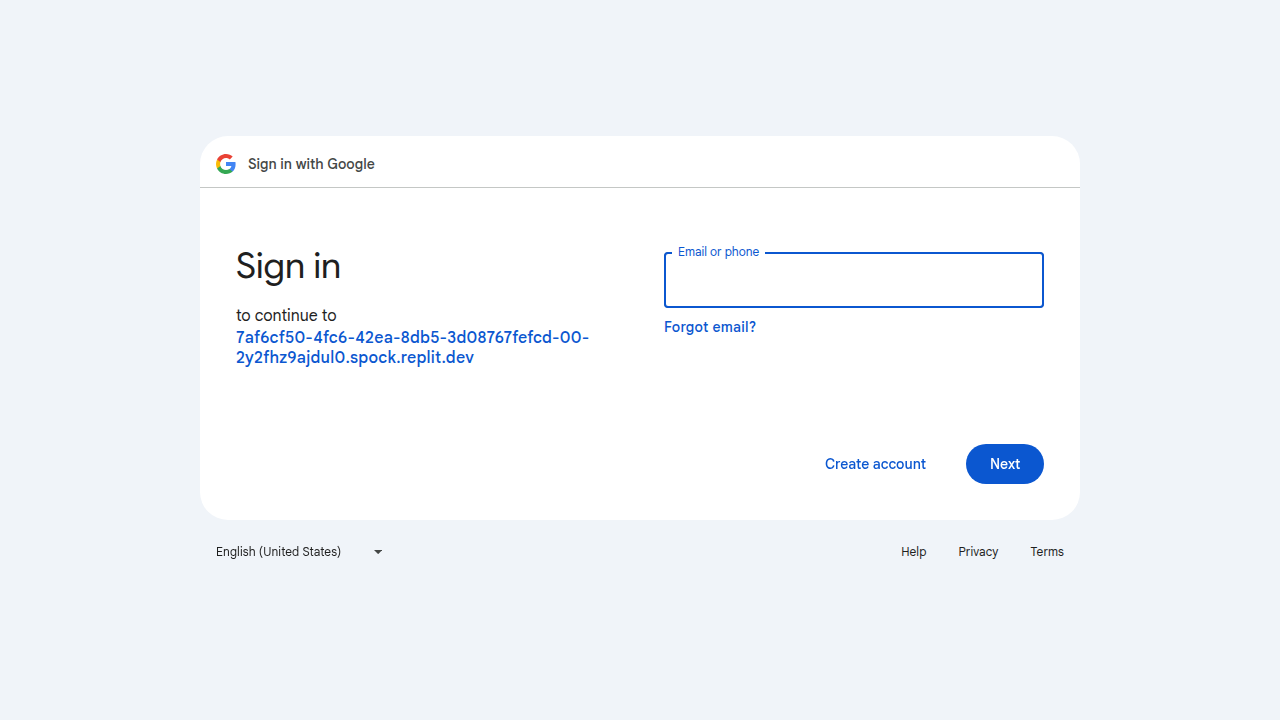 Sign in with Google
Sign in
to continue to
7af6cf50-4fc6-42ea-8db5-3d08767fefcd-00-
2y2fhz9ajdul0.spock.replit.dev
Email or phone
Forgot email?
Create account
Next
English (United States)
Help
Privacy
Terms